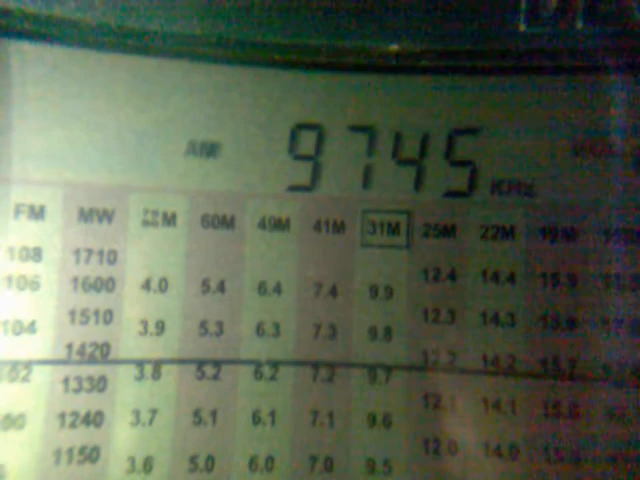 AM 9745 KHz
FM MW M 60M 49M 41M 31M 25M 22M 19M
108 1710
106 1600 4.0 5.4 6.4 7.4 9.9 12.4 14.4 15.9
104 1510 3.9 5.3 6.3 7.3 9.8 12.3 14.3
1420
1330 3.8 5.2 6.2 7.2 9.7 12.2 14.2 15.7
1240 3.7 5.1 6.1 7.1 9.6 12.1 14.1
1150 3.6 5.0 6.0 7.0 9.5 12.0 14.0